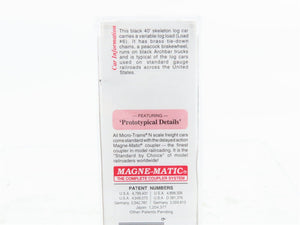 Car Information
This black 40' skeleton log car
carries a variable log load (Load
#6). It has brass tie-down
chains, a peacock brakewheel,
runs on black Archbar trucks
and is typical of the log cars
used on standard gauge
railroads across the United
States.
— FEATURING —
'Prototypical Details'
All Micro-Trains® N scale freight cars
come standard with the delayed action
Magne-Matic® coupler — the finest
coupler in model railroading. It is the
"Standard by Choice" of model
railroaders worldwide!
MAGNE-MATIC®
THE COMPLETE COUPLER SYSTEM
PATENT NUMBERS
U.S.A.
U.S.A.
Germany
Japan
Other Patents Pending